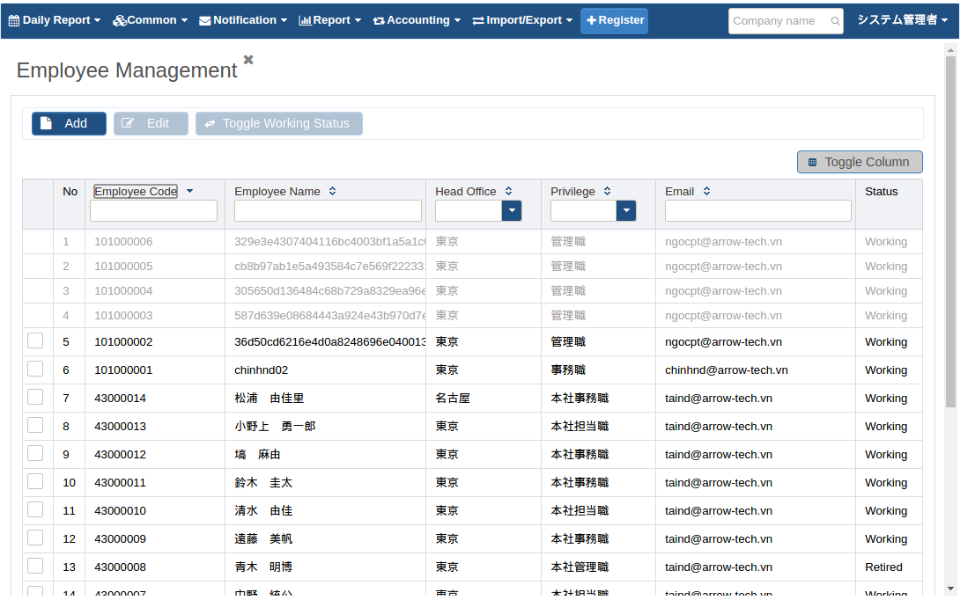 Daily Report Common Notification Report Accounting Import/Export Register Company name システム管理者
Employee Management
Add Edit Toggle Working Status
Toggle Column
No Employee Code Employee Name Head Office Privilege Email Status
1 101000006 329e3e4307404116bc4003bf1a5a1c 東京 管理職 ngocpt@arrow-tech.vn Working
2 101000005 cb8b97ab1e5a493584c7e569f22233 東京 管理職 ngocpt@arrow-tech.vn Working
3 101000004 305650d136484c68b729a8329ea96e 東京 管理職 ngocpt@arrow-tech.vn Working
4 101000003 587d639e08684443a924e43b970d7e 東京 管理職 ngocpt@arrow-tech.vn Working
5 101000002 36d50cd6216e4d0a8248696e040013 東京 管理職 ngocpt@arrow-tech.vn Working
6 101000001 chinhnd02 東京 事務職 chinhnd@arrow-tech.vn Working
7 43000014 松浦　由佳里 名古屋 本社事務職 taind@arrow-tech.vn Working
8 43000013 小野上　勇一郎 東京 本社担当職 taind@arrow-tech.vn Working
9 43000012 塙　麻由 東京 本社事務職 taind@arrow-tech.vn Working
10 43000011 鈴木　圭太 東京 本社事務職 taind@arrow-tech.vn Working
11 43000010 清水　由佳 東京 本社担当職 taind@arrow-tech.vn Working
12 43000009 遠藤　美帆 東京 本社事務職 taind@arrow-tech.vn Working
13 43000008 青木　明博 東京 本社管理職 taind@arrow-tech.vn Retired
14 43000007 中野 東京 本社担当職 taind@arrow-tech.vn Working